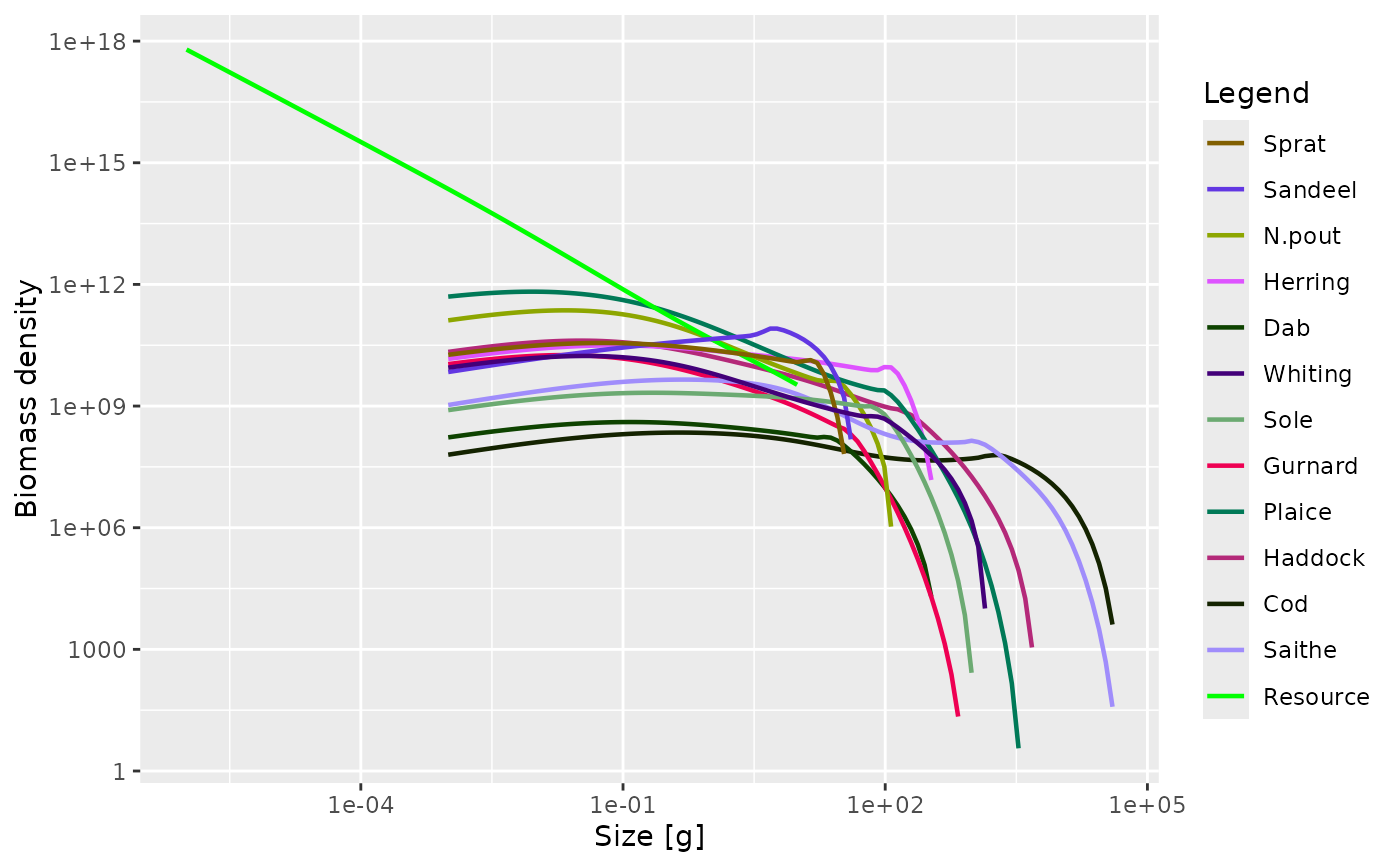 1e+18
1e+15
1e+12
1e+09
1e+06
1000
1
Biomass density
1e-04
1e-01
1e+02
1e+05
Size [g]
Legend
Sprat
Sandeel
N.pout
Herring
Dab
Whiting
Sole
Gurnard
Plaice
Haddock
Cod
Saithe
Resource